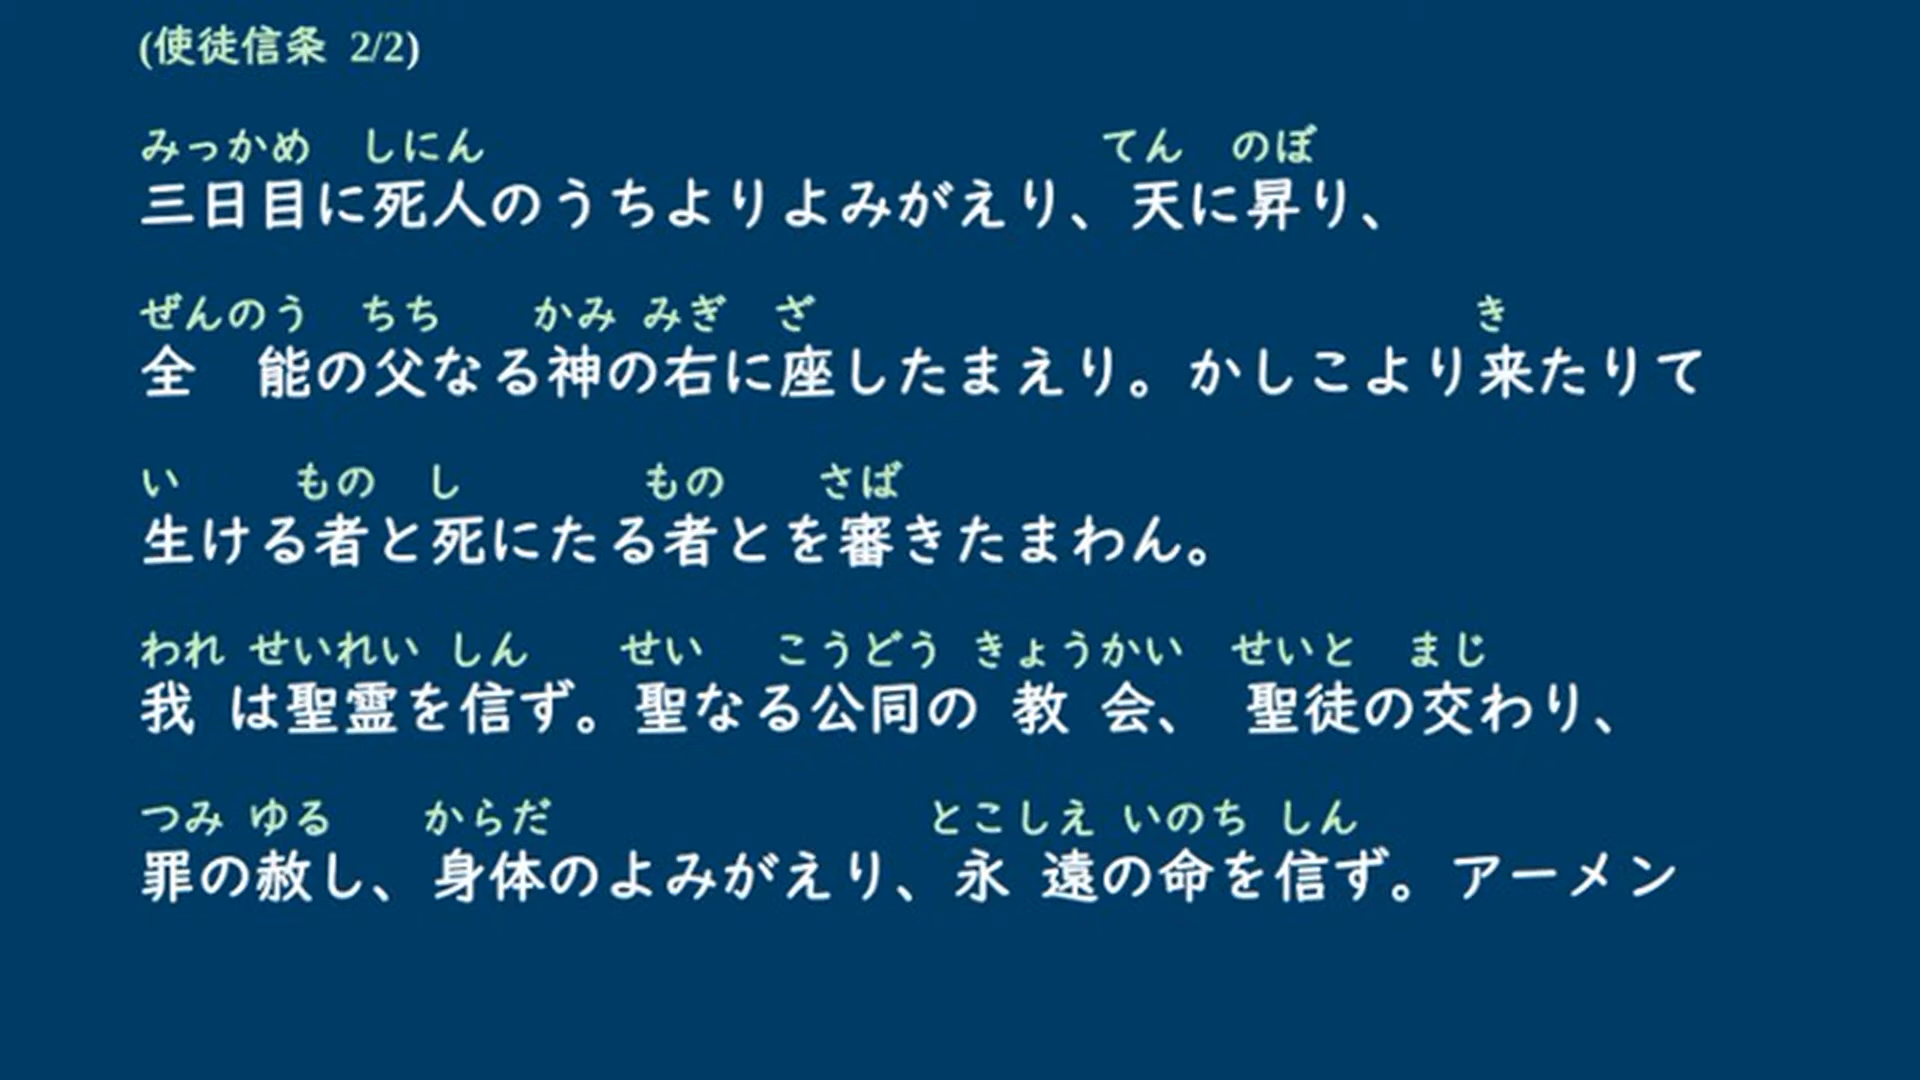 (使徒信条 2/2)
みっかめ しにん てん のぼ
三日目に死人のうちよりよみがえり、天に昇り、
ぜんのう ちち かみ みぎ ざ き
全 能の父なる神の右に座したまえり。かしこより来たりて
い もの し もの さば
生ける者と死にたる者とを審きたまわん。
われ せいれい しん せい こうどう きょうかい せいと まじ
我 は聖霊を信ず。聖なる公同の 教 会、 聖徒の交わり、
つみ ゆる からだ とこしえ いのち しん
罪の赦し、身体のよみがえり、永 遠の命を信ず。アーメン